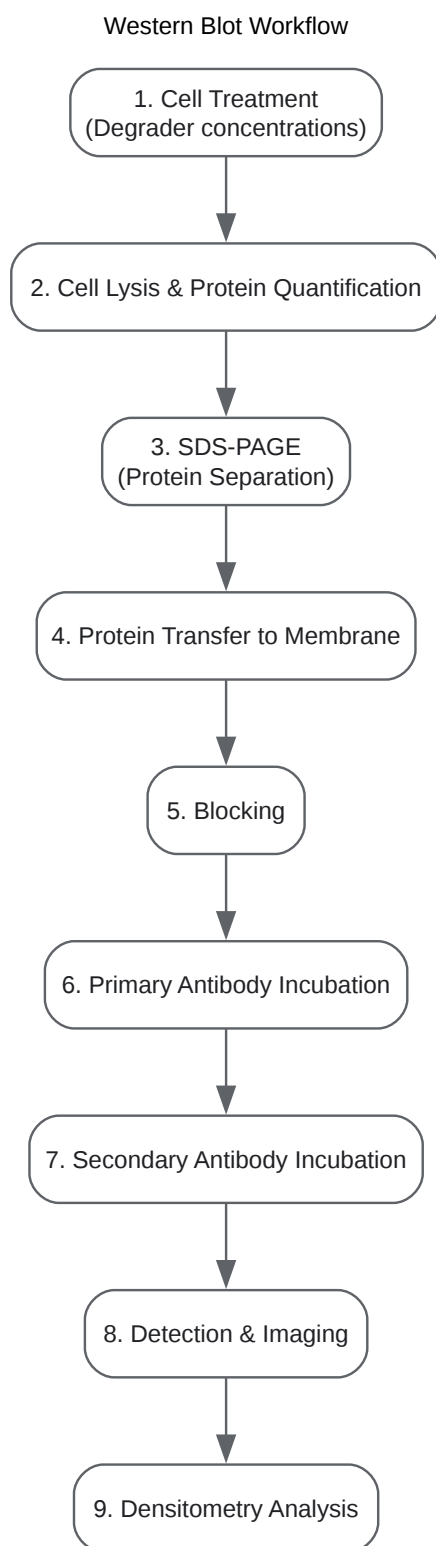 Western Blot Workflow
1. Cell Treatment
(Degrader concentrations)
2. Cell Lysis & Protein Quantification
3. SDS-PAGE
(Protein Separation)
4. Protein Transfer to Membrane
5. Blocking
6. Primary Antibody Incubation
7. Secondary Antibody Incubation
8. Detection & Imaging
9. Densitometry Analysis